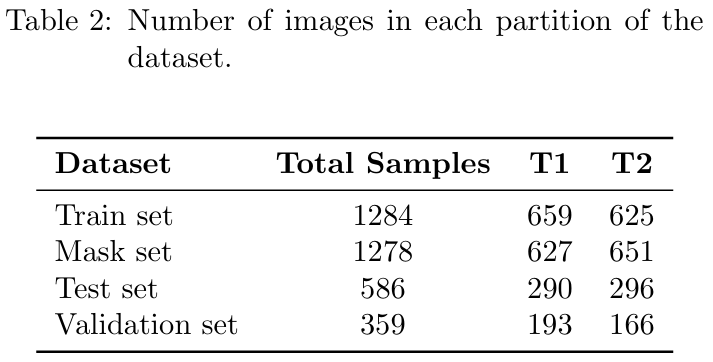 Table 2: Number of images in each partition of the
dataset.
Dataset Total Samples T1 T2
Train set 1284 659 625
Mask set 1278 627 651
Test set 586 290 296
Validation set 359 193 166